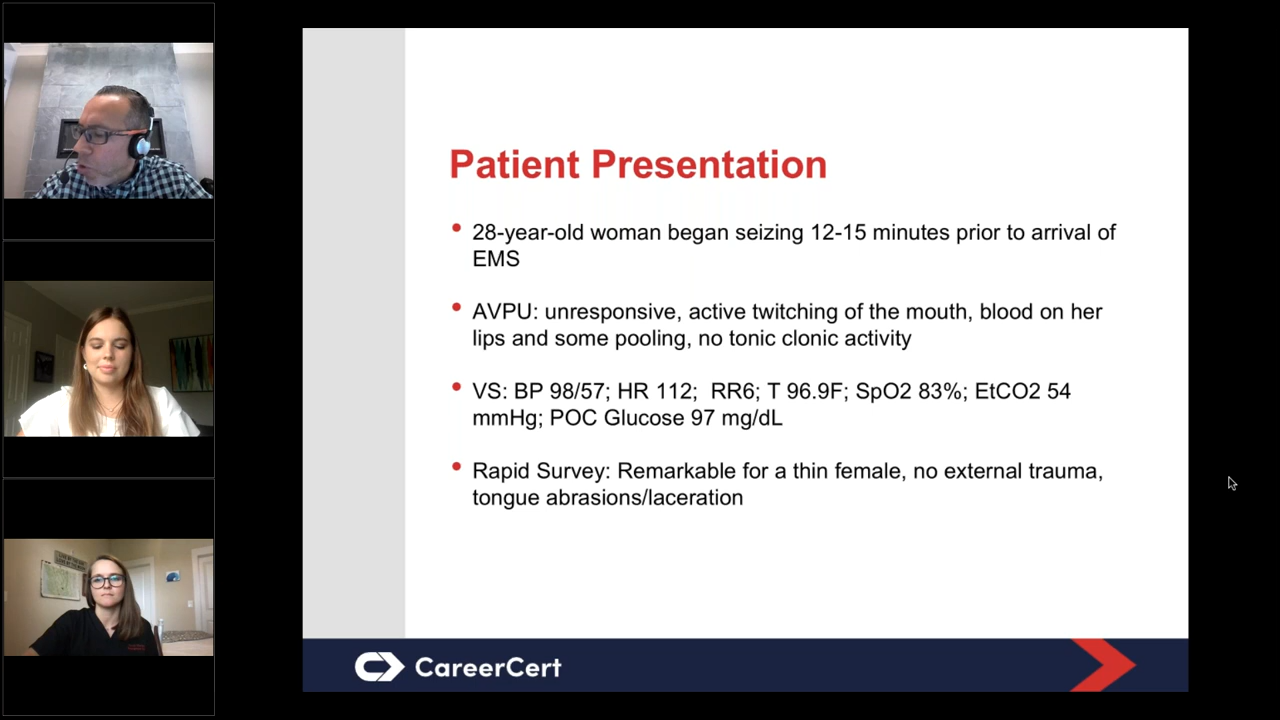 Patient Presentation
• 28-year-old woman began seizing 12-15 minutes prior to arrival of
EMS
• AVPU: unresponsive, active twitching of the mouth, blood on her
lips and some pooling, no tonic clonic activity
• VS: BP 98/57; HR 112;  RR6; T 96.9F; SpO2 83%; EtCO2 54
mmHg; POC Glucose 97 mg/dL
• Rapid Survey: Remarkable for a thin female, no external trauma,
tongue abrasions/laceration
CareerCert